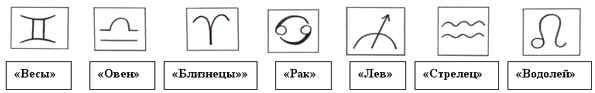 «Весы» «Овен» «Близнецы»» «Рак» «Лев» «Стрелец» «Водолей»